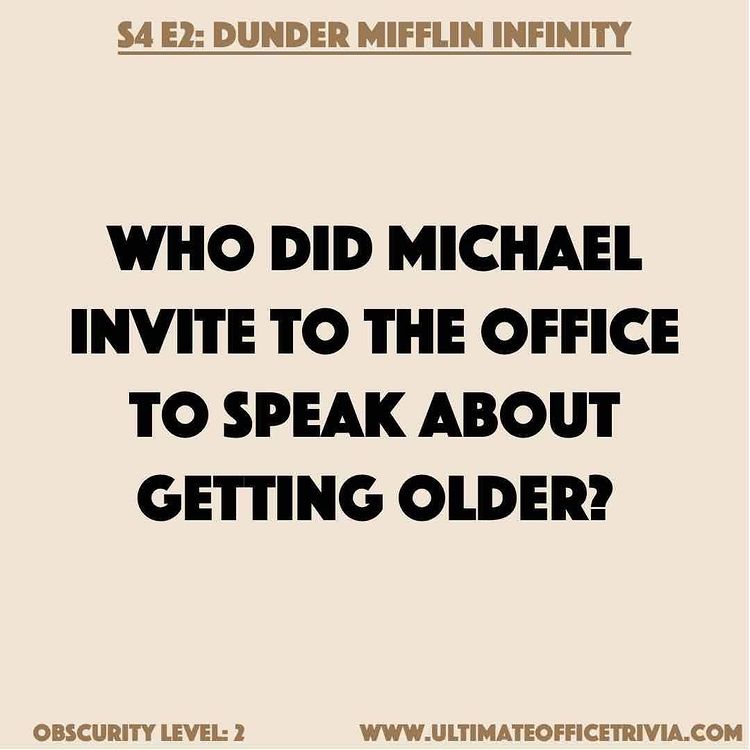 S4 E2: DUNDER MIFFLIN INFINITY
WHO DID MICHAEL
INVITE TO THE OFFICE
TO SPEAK ABOUT
GETTING OLDER?
OBSCURITY LEVEL: 2
WWW.ULTIMATEOFFICETRIVIA.COM